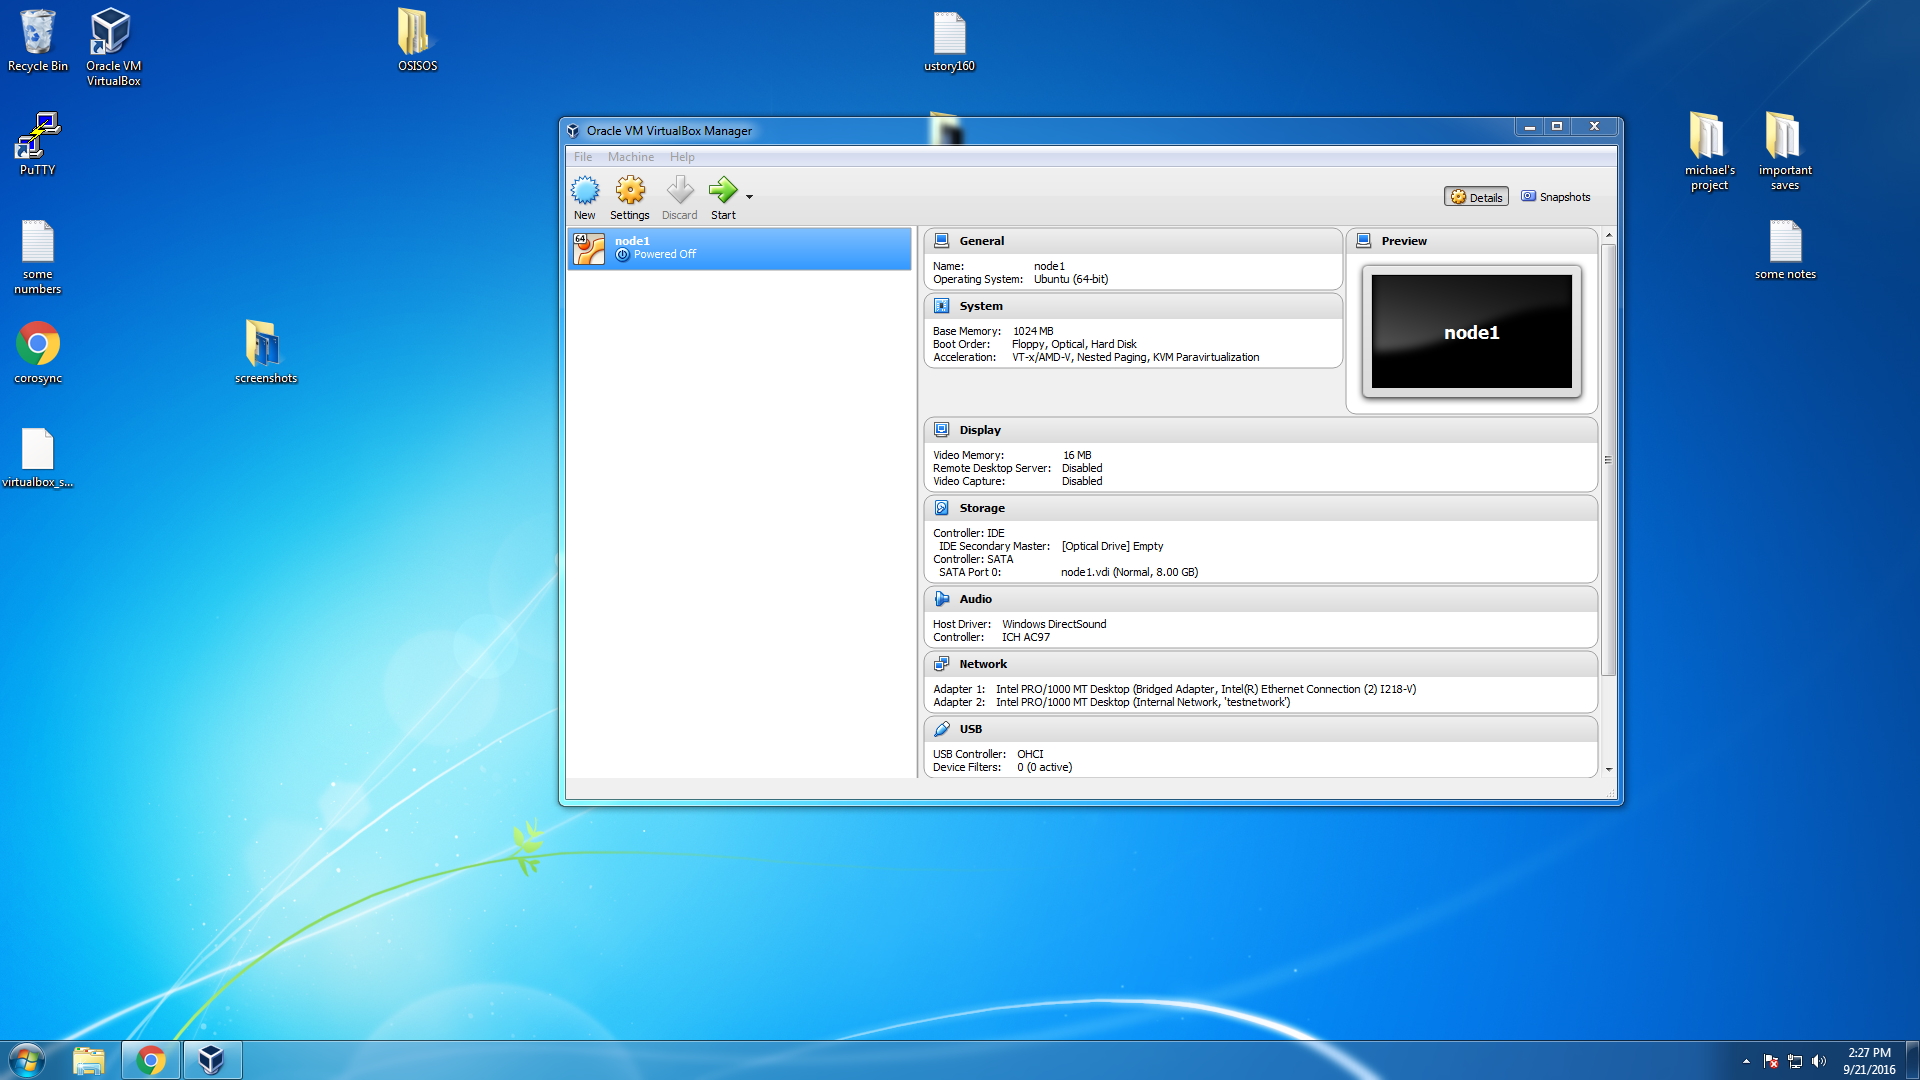 Recycle Bin
Oracle VM
VirtualBox
OSISOS
ustory160
PuTTY
some
numbers
corosync
screenshots
virtualbox_s...
michael's
project
important
saves
some notes
Oracle VM VirtualBox Manager
File Machine Help
New Settings Discard Start
Details Snapshots
64
node1
Powered Off
General
Name: node1
Operating System: Ubuntu (64-bit)
System
Base Memory: 1024 MB
Boot Order: Floppy, Optical, Hard Disk
Acceleration: VT-x/AMD-V, Nested Paging, KVM Paravirtualization
Preview
node1
Display
Video Memory: 16 MB
Remote Desktop Server: Disabled
Video Capture: Disabled
Storage
Controller: IDE
IDE Secondary Master: [Optical Drive] Empty
Controller: SATA
SATA Port 0: node1.vdi (Normal, 8.00 GB)
Audio
Host Driver: Windows DirectSound
Controller: ICH AC97
Network
Adapter 1: Intel PRO/1000 MT Desktop (Bridged Adapter, Intel(R) Ethernet Connection (2) I218-V)
Adapter 2: Intel PRO/1000 MT Desktop (Internal Network, 'testnetwork')
USB
USB Controller: OHCI
Device Filters: 0 (0 active)
2:27 PM
9/21/2016